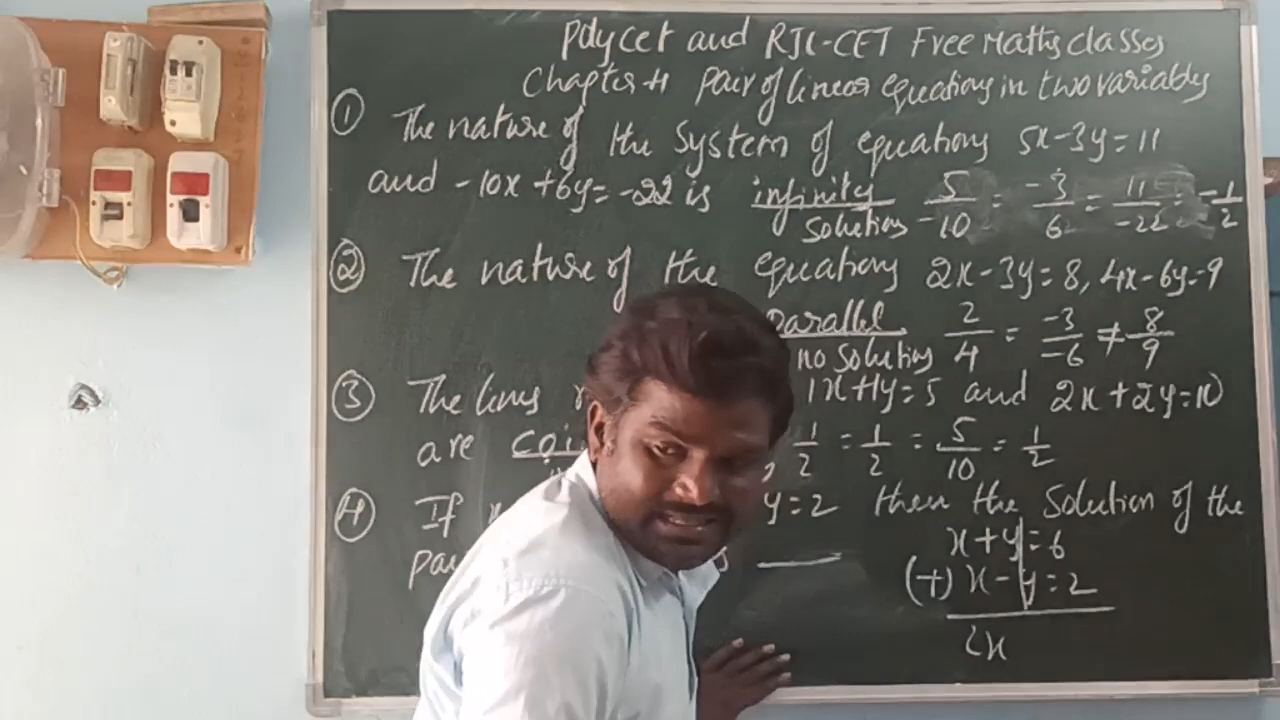 Polycet and RJC-CET Free Maths classes
Chapter-4 pair of linear equations in two variables
① The nature of the System of equations 5x-3y=11
and -10x+6y=-22 is infinity 5/-10 = -3/6 = 11/-22 = -1/2
Solutions
② The nature of the equations 2x-3y=8, 4x-6y=9
parallel 2/4 = -3/-6 ≠ 8/9
no solutions
③ The lines 1x+1y=5 and 2x+2y=10
are 1/2 = 1/2 = 5/10 = 1/2
④ If y=2 then the Solution of the
x+y=6
(+) x-y=2
2x